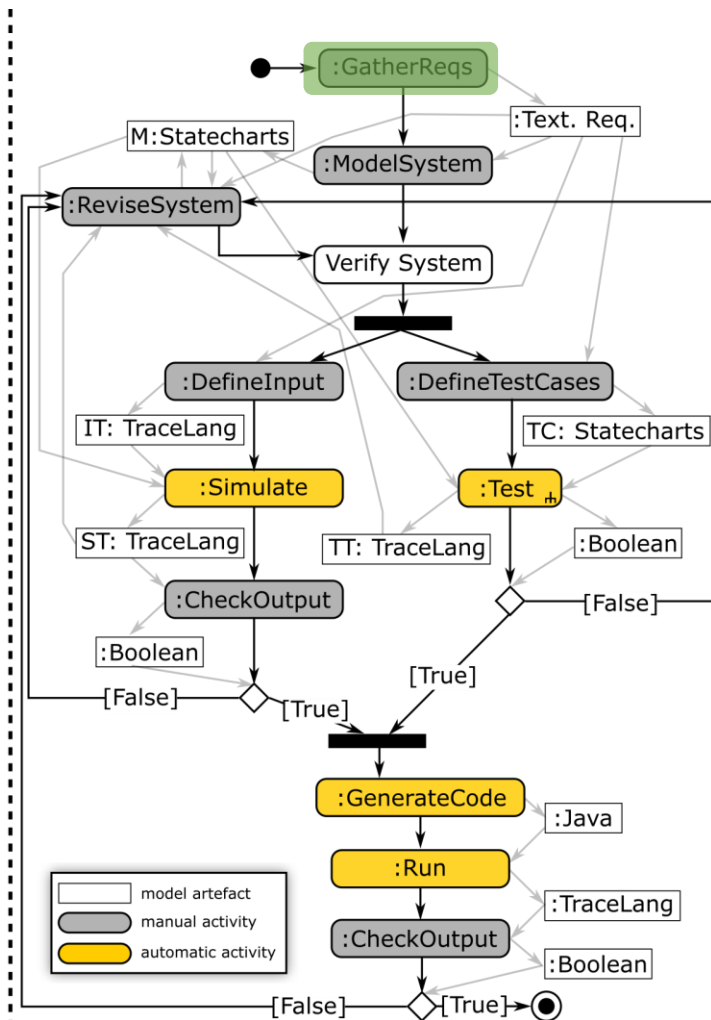 :GatherReqs
:Text. Req.
M:Statecharts
:ModelSystem
:ReviseSystem
Verify System
:DefineInput
:DefineTestCases
IT: TraceLang
TC: Statecharts
:Simulate
:Test
ST: TraceLang
TT: TraceLang
:Boolean
:CheckOutput
[False]
:Boolean
[True]
[False]
[True]
:GenerateCode
:Java
:Run
model artefact
:TraceLang
manual activity
:CheckOutput
automatic activity
:Boolean
[False]
[True]